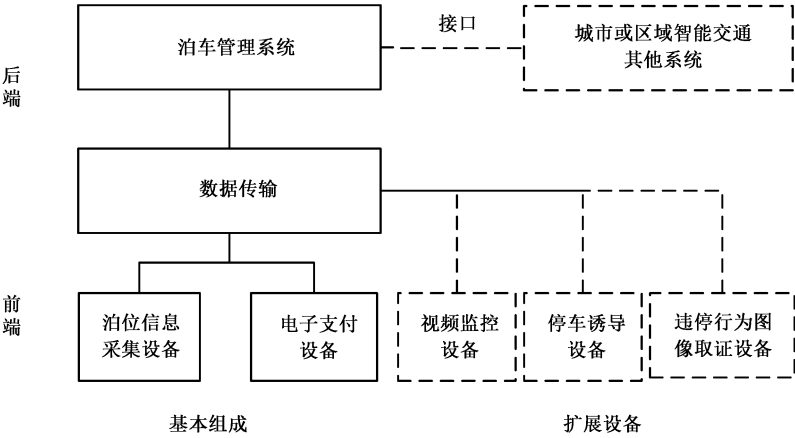 泊车管理系统
接口
城市或区域智能交通
其他系统
后
端
数据传输
前
端
泊位信息
采集设备
电子支付
设备
视频监控
设备
停车诱导
设备
违停行为图
像取证设备
基本组成
扩展设备